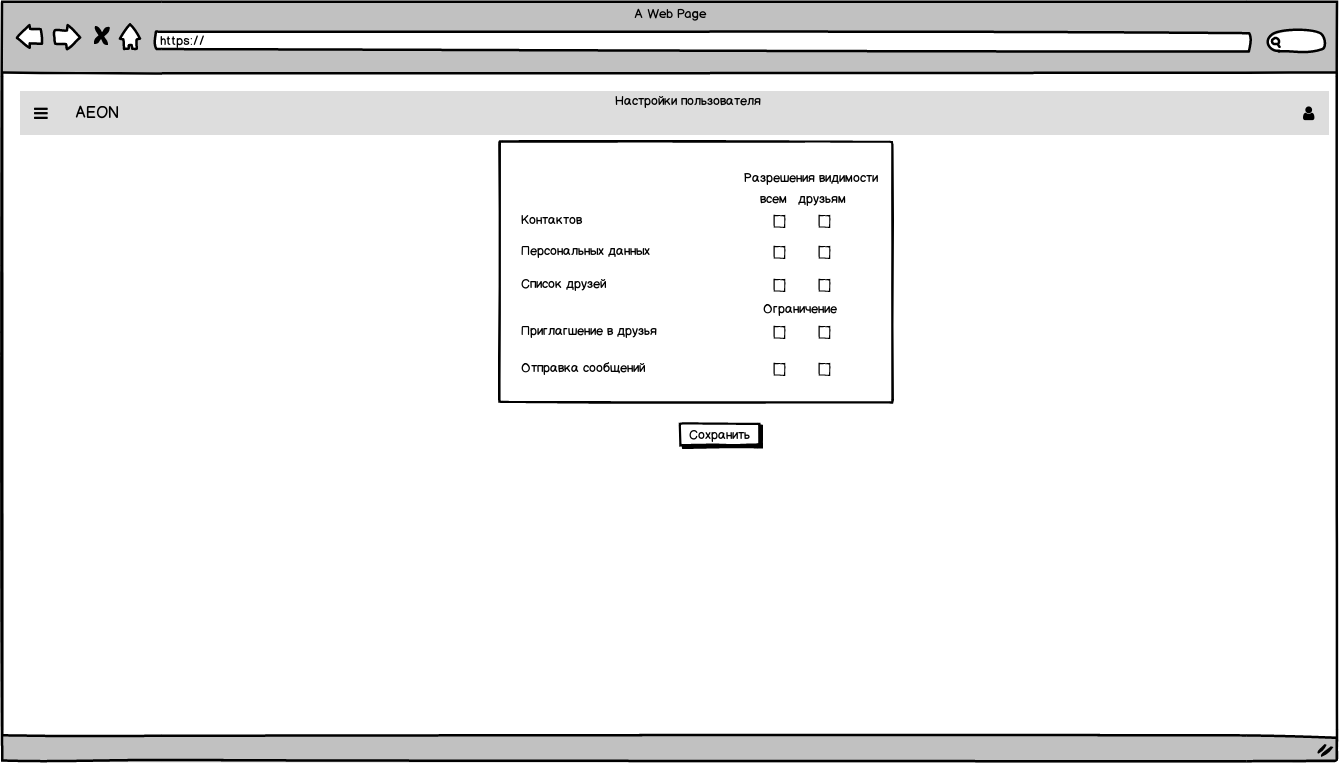 A Web Page
https://
Настройки пользователя
AEON
Разрешения видимости
всем друзьям
Контактов
Персональных данных
Список друзей
Ограничение
Приглагшение в друзья
Отправка сообщений
Сохранить